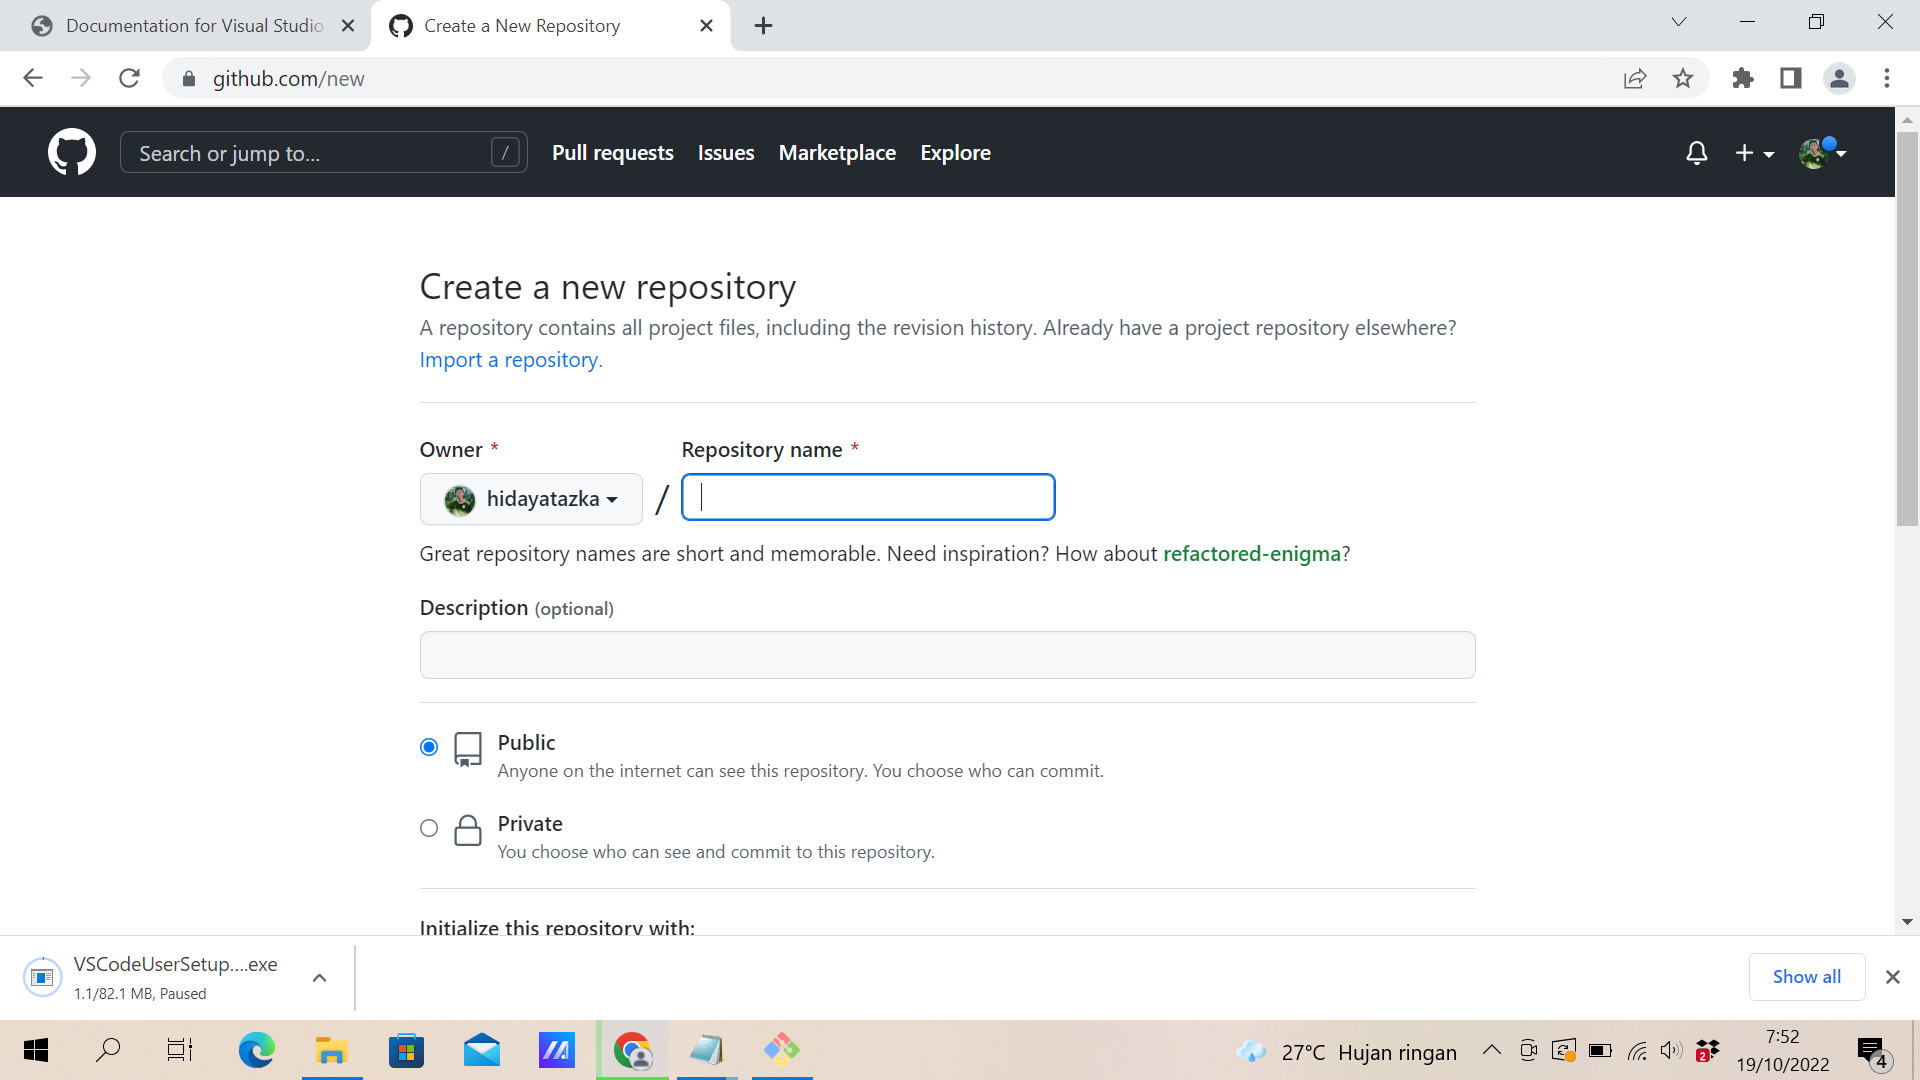 Documentation for Visual Studio
Create a New Repository
github.com/new
Search or jump to...
/
Pull requests
Issues
Marketplace
Explore
Create a new repository
A repository contains all project files, including the revision history. Already have a project repository elsewhere?
Import a repository.
Owner *
Repository name *
hidayatazka
/
Great repository names are short and memorable. Need inspiration? How about refactored-enigma?
Description (optional)
Public
Anyone on the internet can see this repository. You choose who can commit.
Private
You choose who can see and commit to this repository.
Initialize this repository with:
VSCodeUserSetup....exe
1.1/82.1 MB, Paused
Show all
27°C Hujan ringan
2
7:52
19/10/2022
4